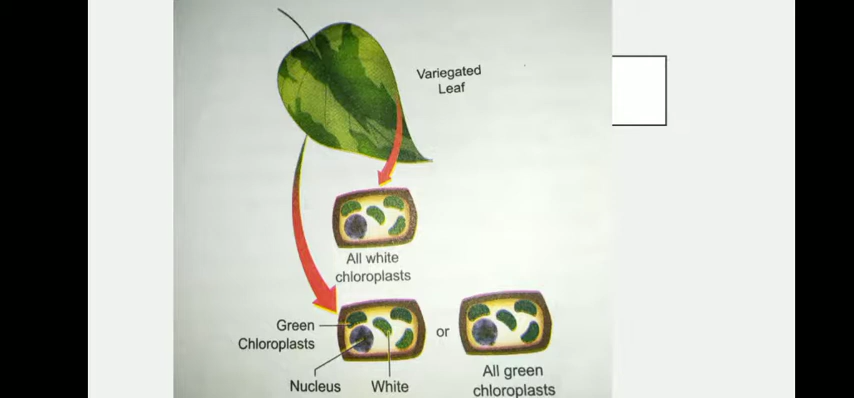 Variegated
Leaf
All white
chloroplasts
Green
Chloroplasts
or
Nucleus
White
All green
chloroplasts